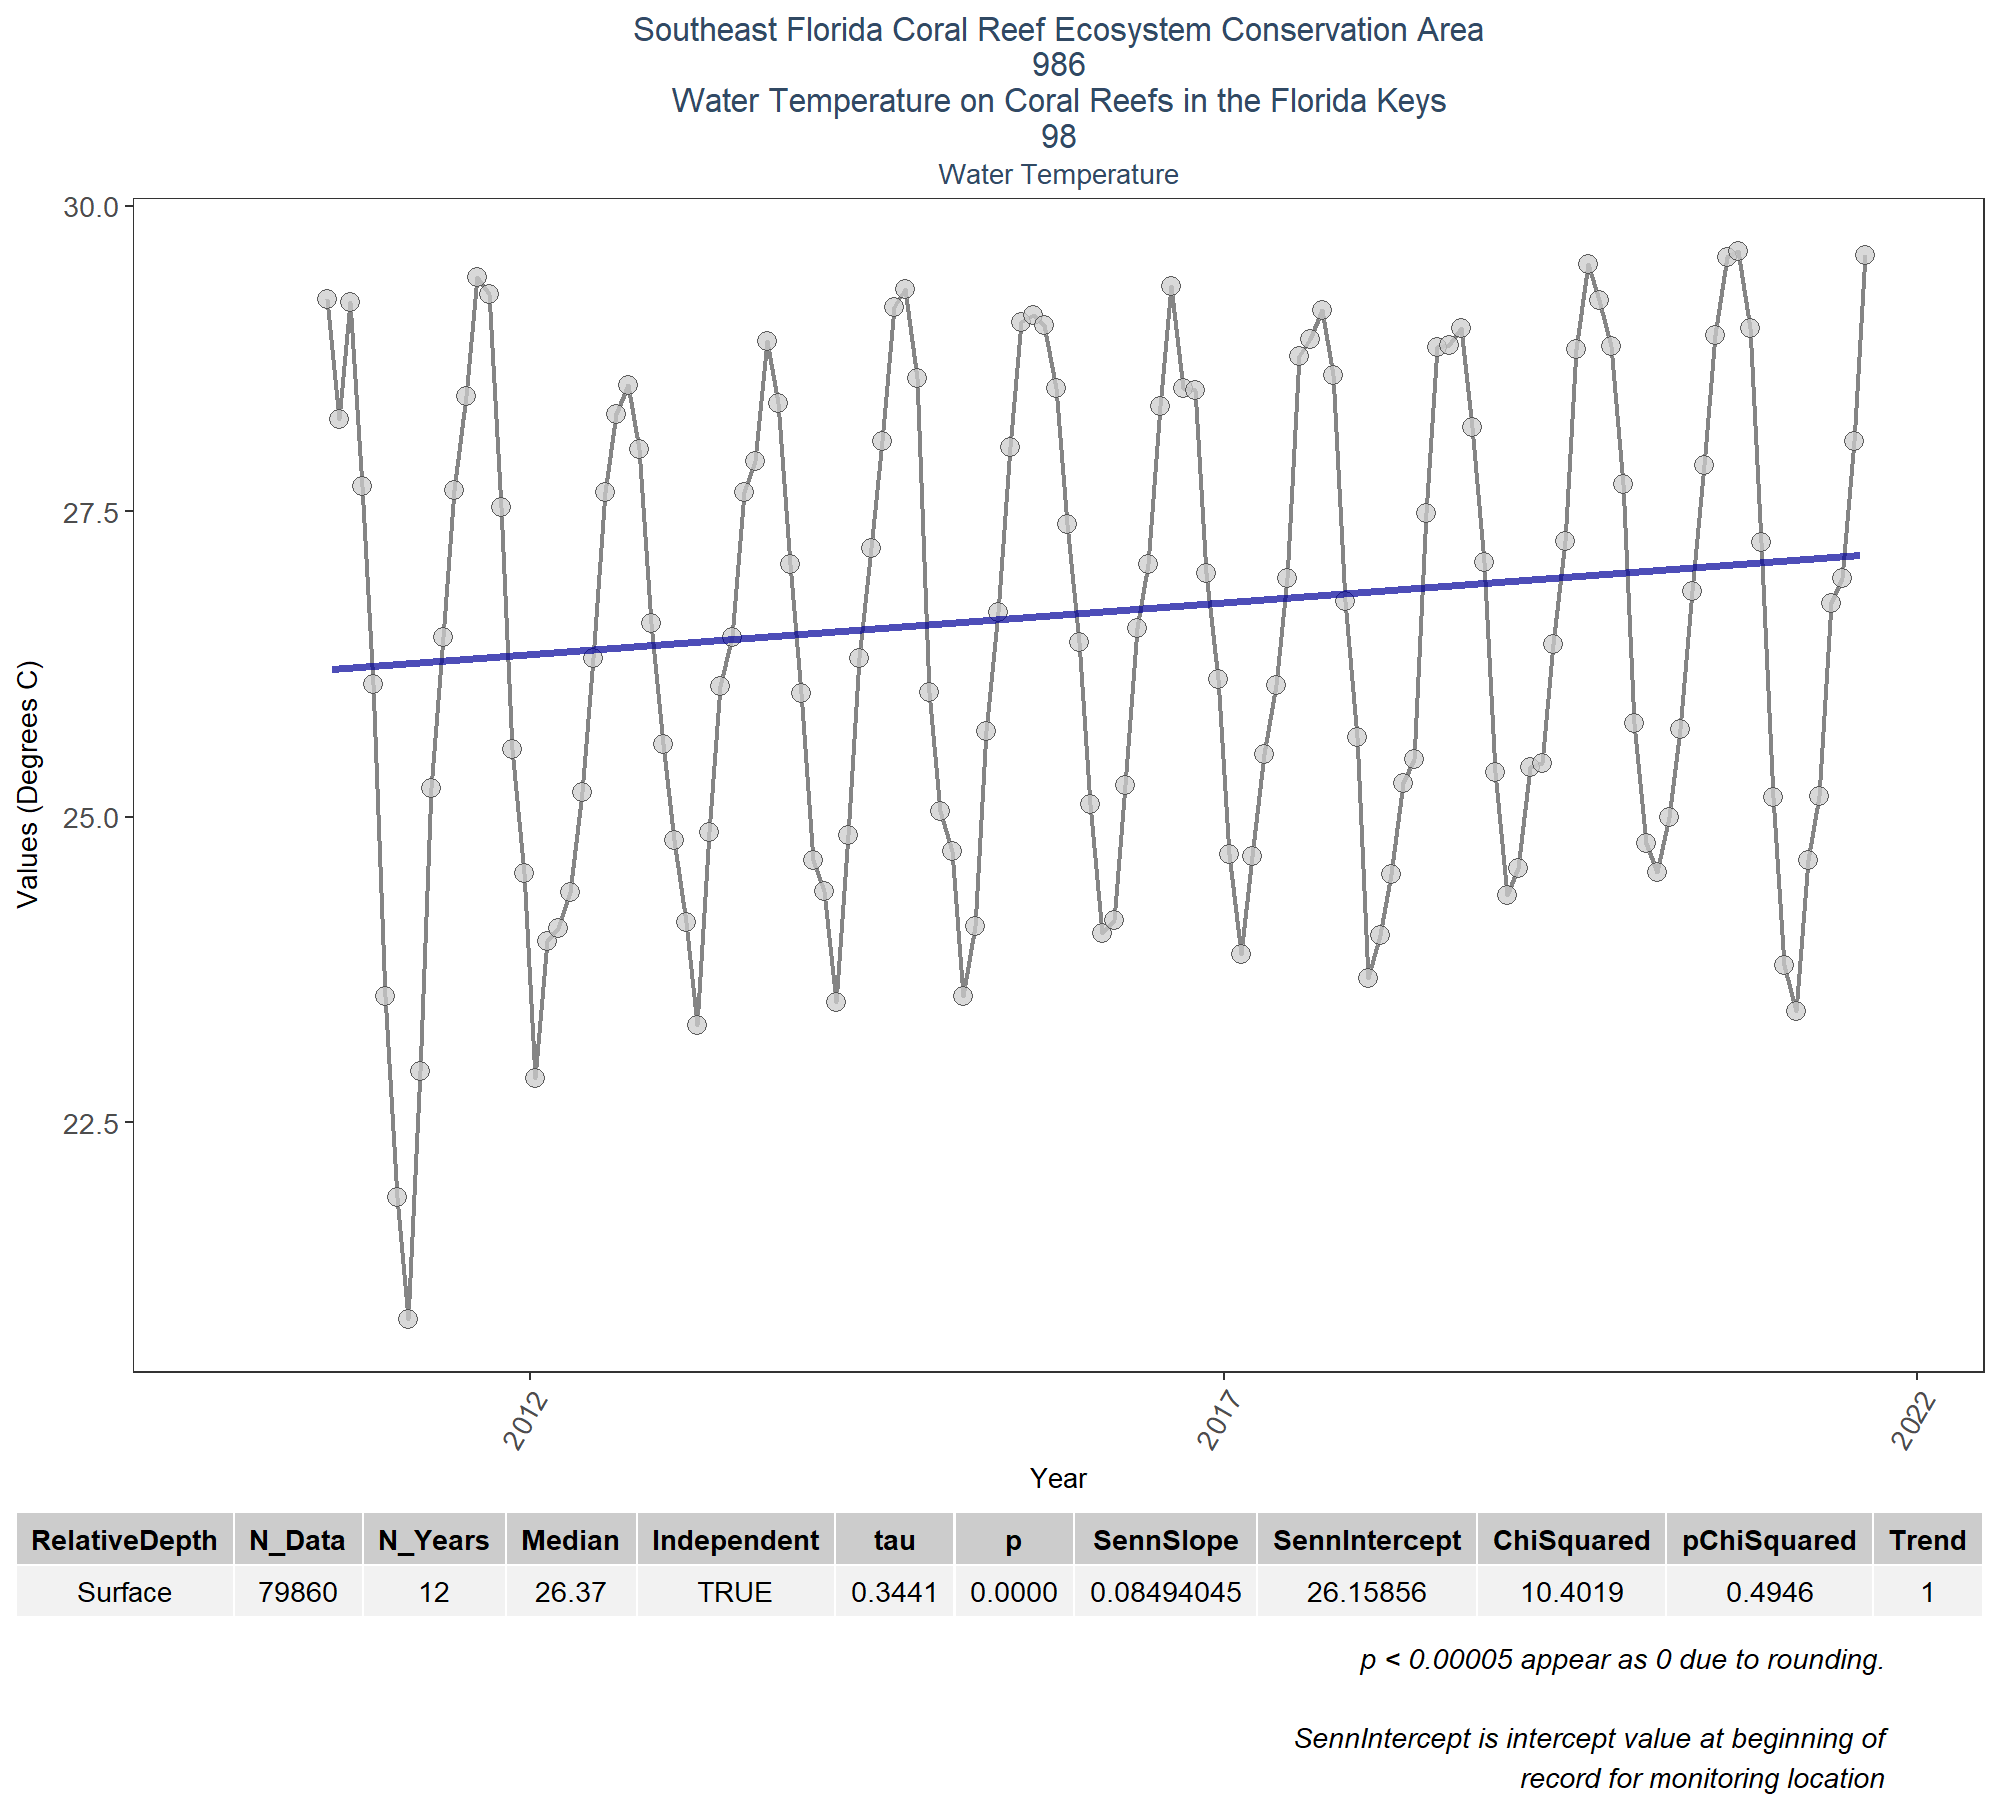 Southeast Florida Coral Reef Ecosystem Conservation Area
986
Water Temperature on Coral Reefs in the Florida Keys
98
Water Temperature
30.0
27.5
25.0
22.5
Values (Degrees C)
2012
2017
2022
Year
RelativeDepth N_Data N_Years Median Independent tau p SennSlope SennIntercept ChiSquared pChiSquared Trend
Surface 79860 12 26.37 TRUE 0.3441 0.0000 0.08494045 26.15856 10.4019 0.4946 1
p < 0.00005 appear as 0 due to rounding.
SennIntercept is intercept value at beginning of
record for monitoring location